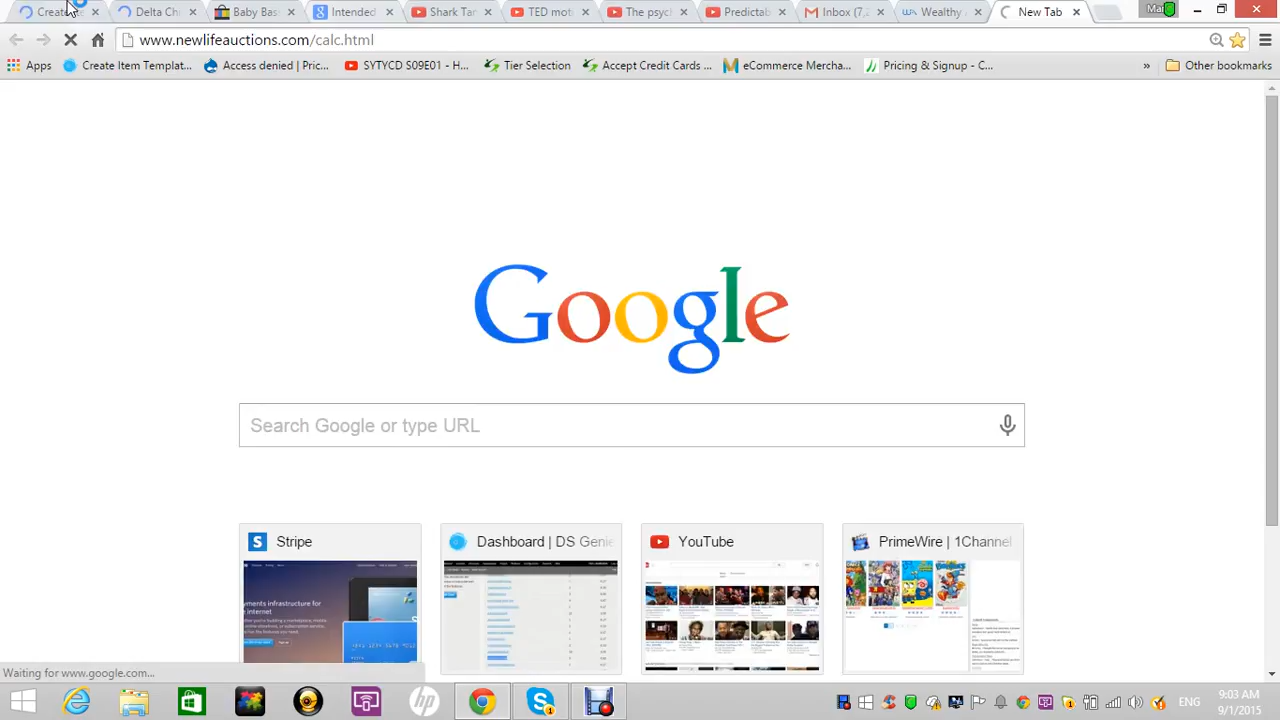 Creat
Delta Ch
Baby Bas
Intended
Shark Tar
TED mot
The psyc
Predictab
Inbox (7,
Wealthy
New Tab
www.newlifeauctions.com/calc.html
Apps
Create Item Templat...
Access denied | Pric...
SYTYCD S09E01 - H...
Tier Selector
Accept Credit Cards ...
eCommerce Mercha...
Pricing & Signup - C...
»
Other bookmarks
Google
Search Google or type URL
Stripe
Dashboard | DS Genie
YouTube
PrimeWire | 1Channel
Waiting for www.google.com...
ENG
9:03 AM
9/1/2015